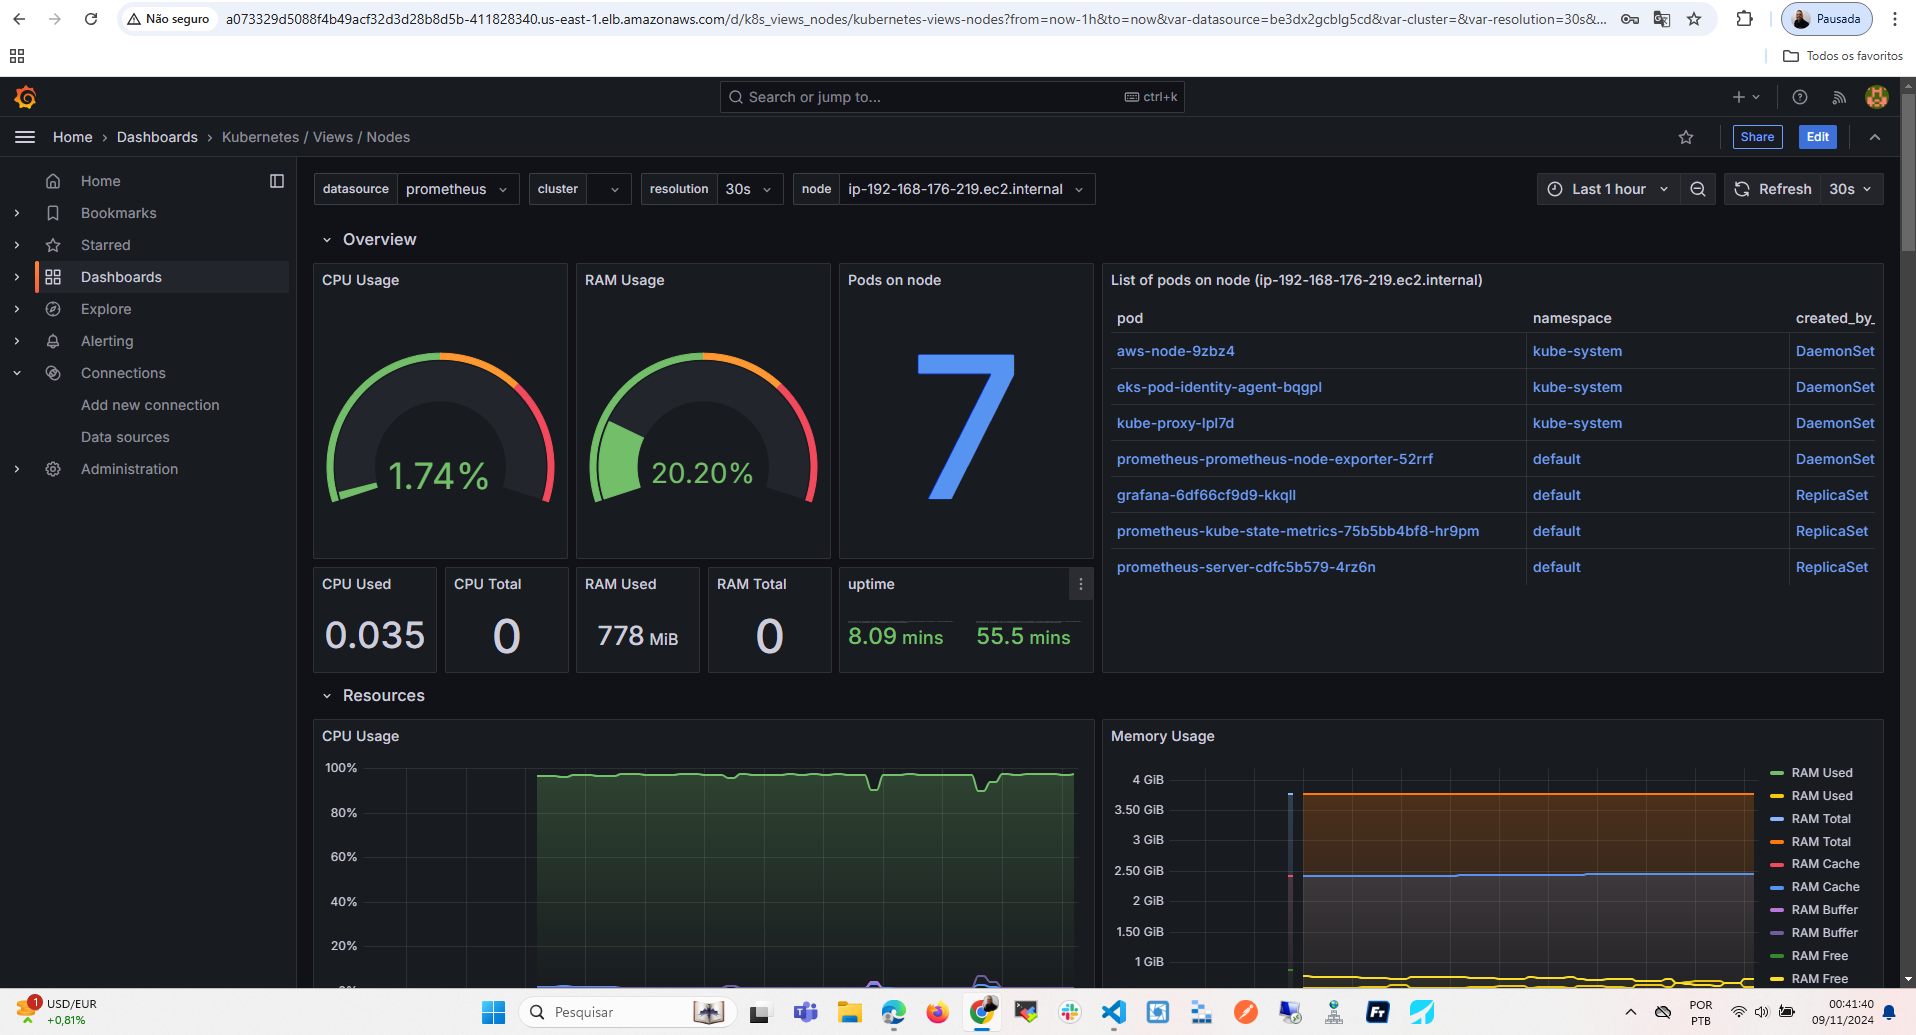 Não seguro
a073329d5088f4b49acf32d3d28b8d5b-411828340.us-east-1.elb.amazonaws.com/d/k8s_views_nodes/kubernetes-views-nodes?from=now-1h&to=now&var-datasource=be3dx2gcblg5cd&var-cluster=&var-resolution=30s&...
Pausada
Todos os favoritos
Search or jump to...
ctrl+k
Home
Dashboards
Kubernetes / Views / Nodes
Share
Edit
Home
Bookmarks
Starred
Dashboards
Explore
Alerting
Connections
Add new connection
Data sources
Administration
datasource prometheus
cluster
resolution 30s
node ip-192-168-176-219.ec2.internal
Last 1 hour
Refresh 30s
Overview
CPU Usage
1.74%
RAM Usage
20.20%
Pods on node
7
List of pods on node (ip-192-168-176-219.ec2.internal)
pod namespace created_by_
aws-node-9zbz4 kube-system DaemonSet
eks-pod-identity-agent-bqgpl kube-system DaemonSet
kube-proxy-lpl7d kube-system DaemonSet
prometheus-prometheus-node-exporter-52rrf default DaemonSet
grafana-6df66cf9d9-kkqll default ReplicaSet
prometheus-kube-state-metrics-75b5bb4bf8-hr9pm default ReplicaSet
prometheus-server-cdfc5b579-4rz6n default ReplicaSet
CPU Used
0.035
CPU Total
0
RAM Used
778 MiB
RAM Total
0
uptime
8.09 mins
55.5 mins
Resources
CPU Usage
100%
80%
60%
40%
20%
Memory Usage
4 GiB
3.50 GiB
3 GiB
2.50 GiB
2 GiB
1.50 GiB
1 GiB
RAM Used
RAM Used
RAM Total
RAM Total
RAM Cache
RAM Cache
RAM Buffer
RAM Buffer
RAM Free
RAM Free
1
USD/EUR
+0,81%
Pesquisar
Ft
POR
PTB
00:41:40
09/11/2024